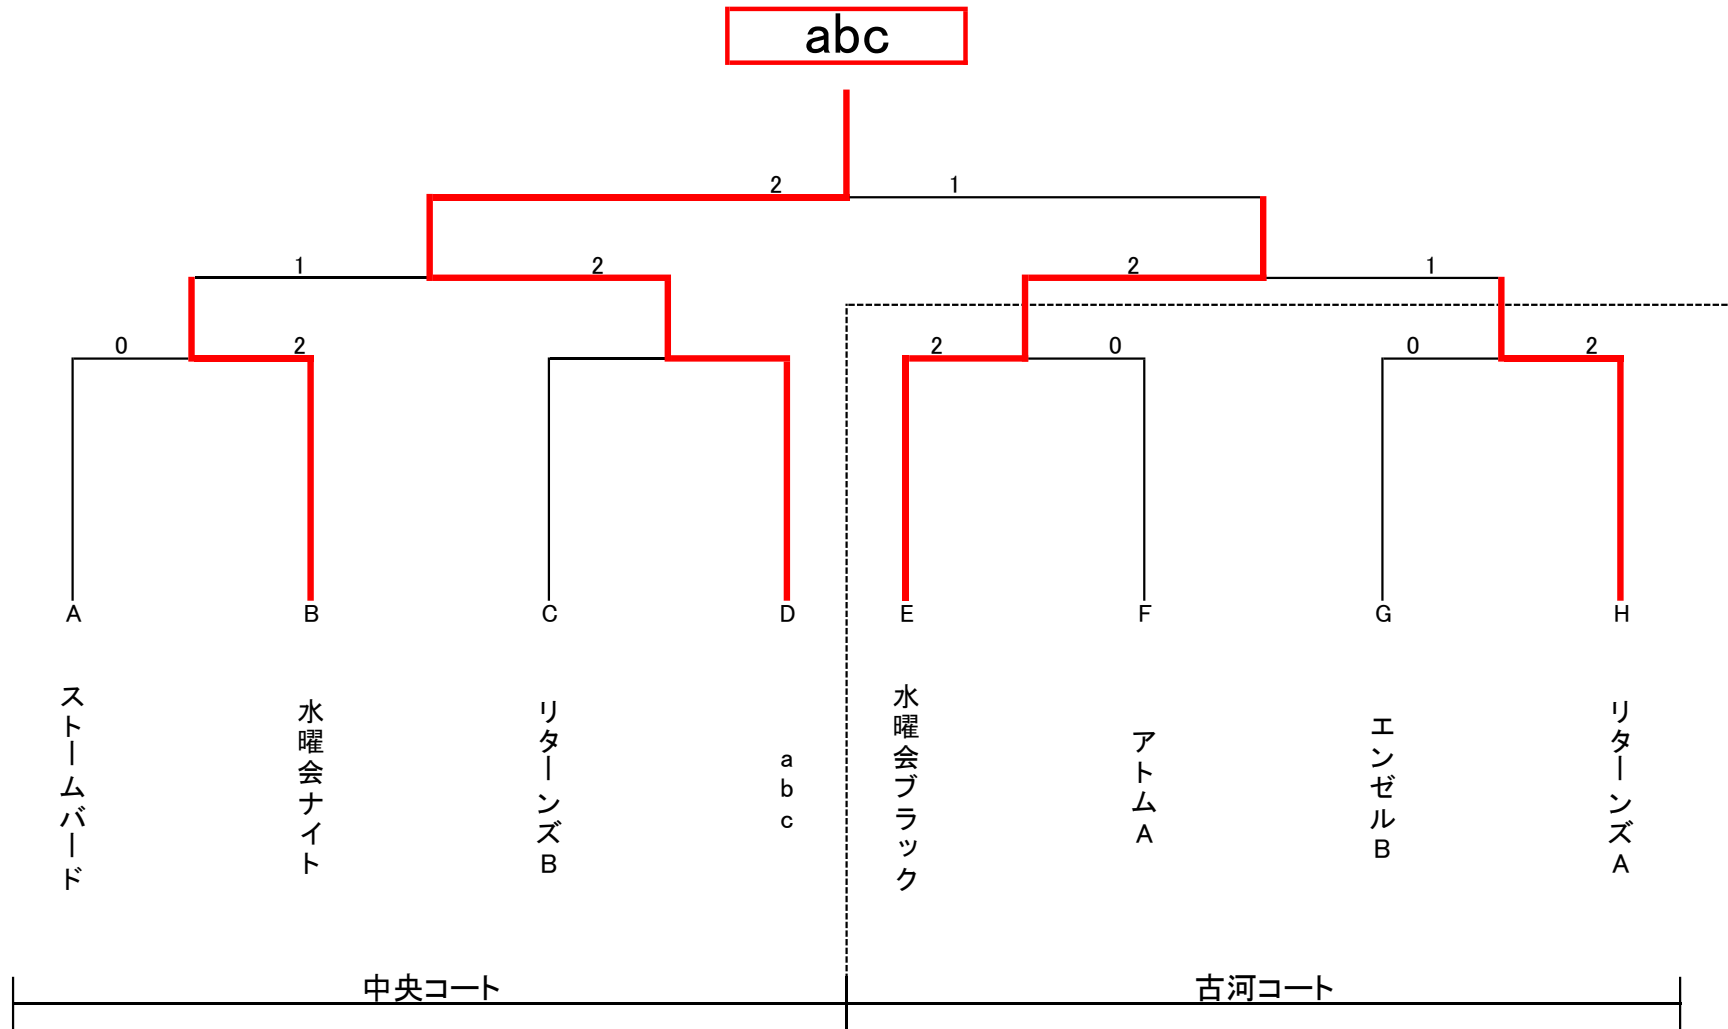 abc
2 1
1 2 2 1
0 2 2 0 0 2
A B C D E F G H
ストームバード
水曜会ナイト
リターンズB
abc
水曜会ブラック
アトムA
エンゼルB
リターンズA
中央コート 古河コート